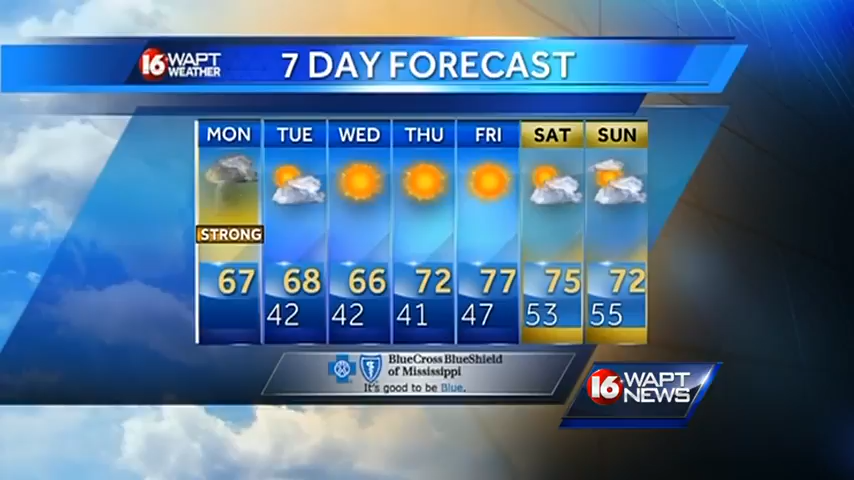 16 WAPT WEATHER
7 DAY FORECAST
MON TUE WED THU FRI SAT SUN
STRONG
67 68 66 72 77 75 72
42 42 41 47 53 55
BlueCross BlueShield
of Mississippi
It's good to be Blue.
16 WAPT
NEWS